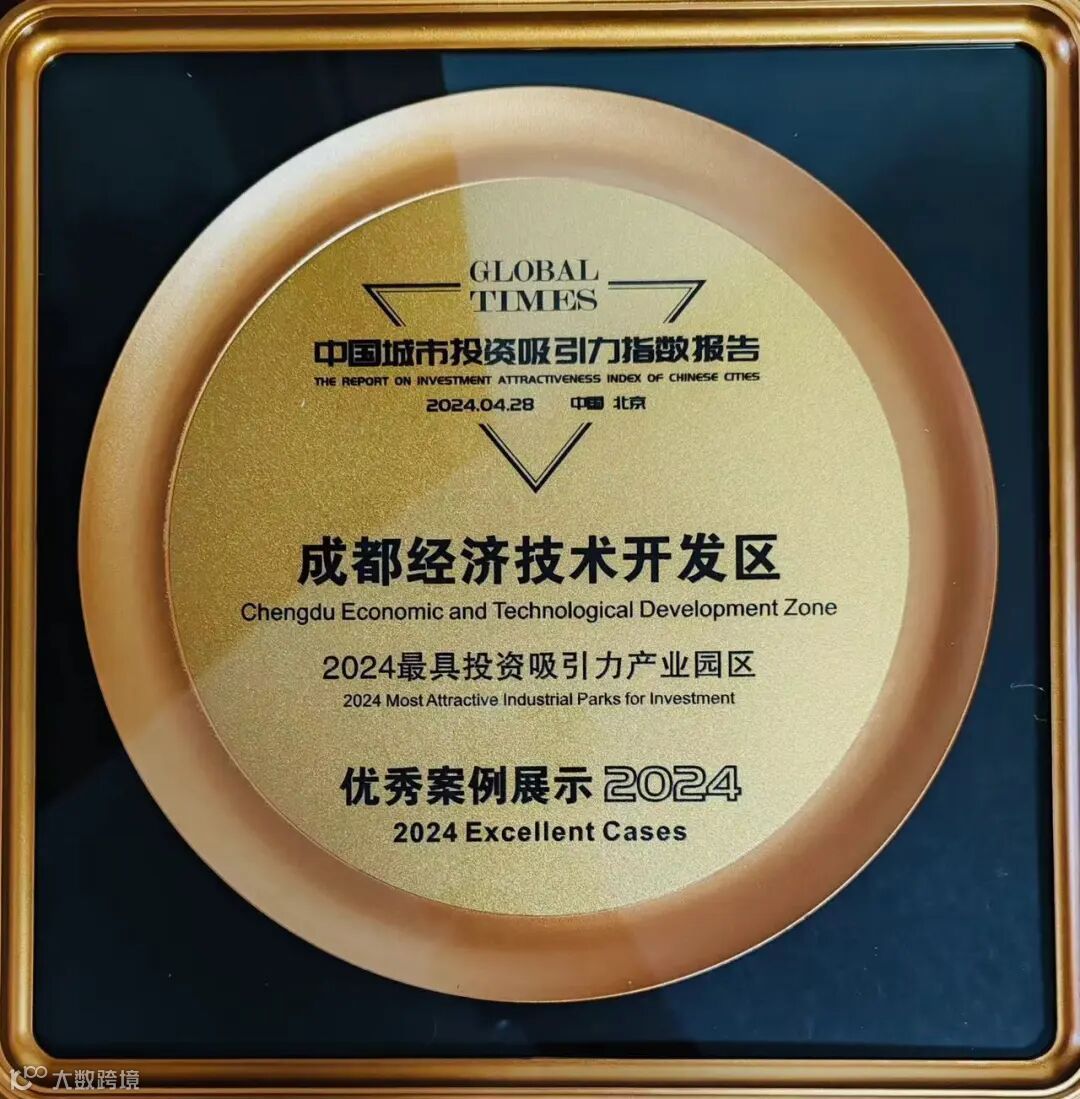 GLOBAL
TIMES
中国城市投资吸引力指数报告
THE REPORT ON INVESTMENT ATTRACTIVENESS INDEX OF CHINESE CITIES
2024.04.28 中国 北京
成都经济技术开发区
Chengdu Economic and Technological Development Zone
2024最具投资吸引力产业园区
2024 Most Attractive Industrial Parks for Investment
优秀案例展示 2024
2024 Excellent Cases
大数跨境